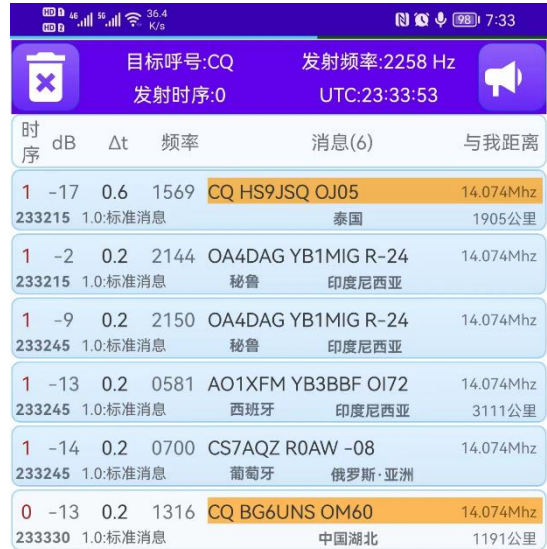 HD 1 HD 2 46 56 36.4 K/s 98 7:33
目标呼号:CQ 发射频率:2258 Hz
发射时序:0 UTC:23:33:53
时序 dB Δt 频率 消息(6) 与我距离
1 -17 0.6 1569 CQ HS9JSQ OJ05 14.074Mhz
233215 1.0:标准消息 泰国 1905公里
1 -2 0.2 2144 OA4DAG YB1MIG R-24 14.074Mhz
233215 1.0:标准消息 秘鲁 印度尼西亚
1 -9 0.2 2150 OA4DAG YB1MIG R-24 14.074Mhz
233245 1.0:标准消息 秘鲁 印度尼西亚
1 -13 0.2 0581 AO1XFM YB3BBF OI72 14.074Mhz
233245 1.0:标准消息 西班牙 印度尼西亚 3111公里
1 -14 0.2 0700 CS7AQZ R0AW -08 14.074Mhz
233245 1.0:标准消息 葡萄牙 俄罗斯·亚洲
0 -13 0.2 1316 CQ BG6UNS OM60 14.074Mhz
233330 1.0:标准消息 中国湖北 1191公里